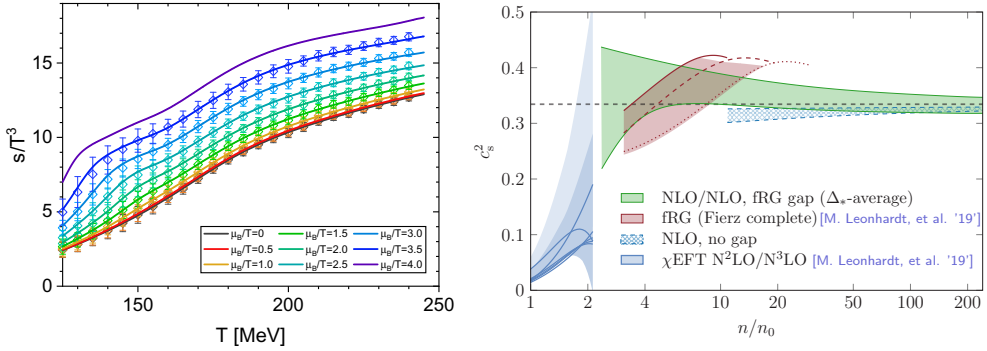 s/T³
15
10
5
0
150
200
250
T [MeV]
μB/T=0 μB/T=1.5 μB/T=3.0
μB/T=0.5 μB/T=2.0 μB/T=3.5
μB/T=1.0 μB/T=2.5 μB/T=4.0
c²ₛ
0.5
0.4
0.3
0.2
0.1
0
NLO/NLO, fRG gap (Δ∗-average)
fRG (Fierz complete) [M. Leonhardt, et al. '19']
NLO, no gap
χEFT N²LO/N³LO [M. Leonhardt, et al. '19']
1 2 4 10 20 50 100 200
n/n₀